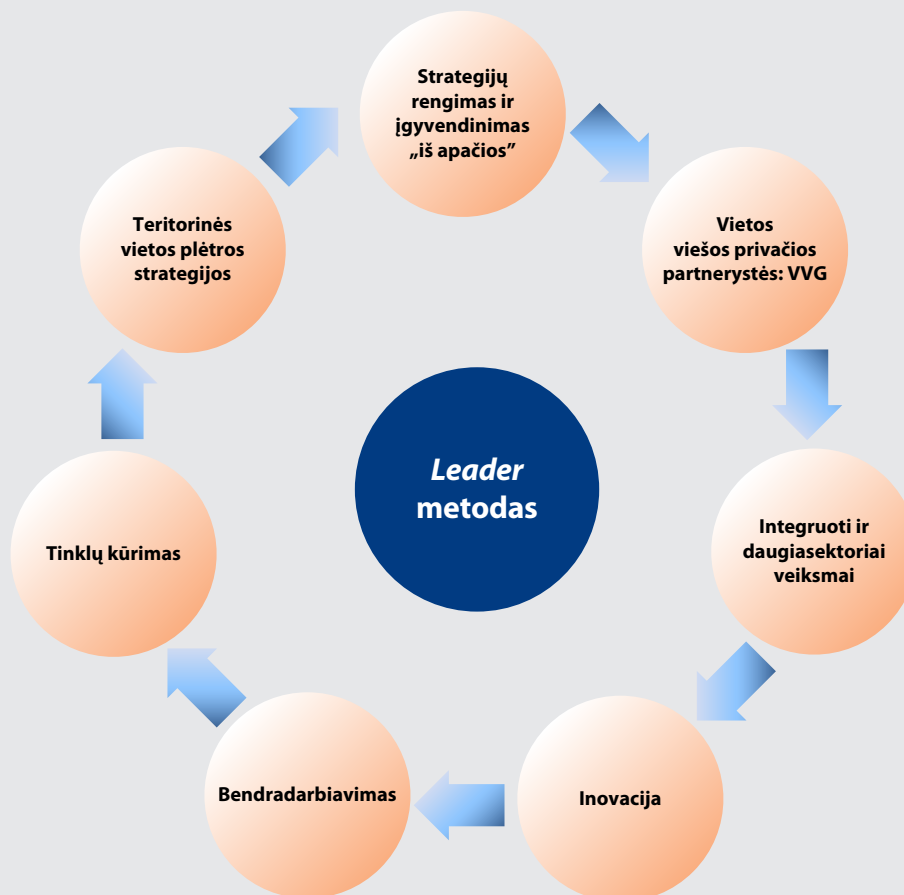 Strategijų
rengimas ir
įgyvendinimas
„iš apačios”
Vietos
viešos privačios
partnerystės: VVG
Integruoti ir
daugiasektoriai
veiksmai
Inovacija
Bendradarbiavimas
Tinklų kūrimas
Teritorinės
vietos plėtros
strategijos
Leader
metodas